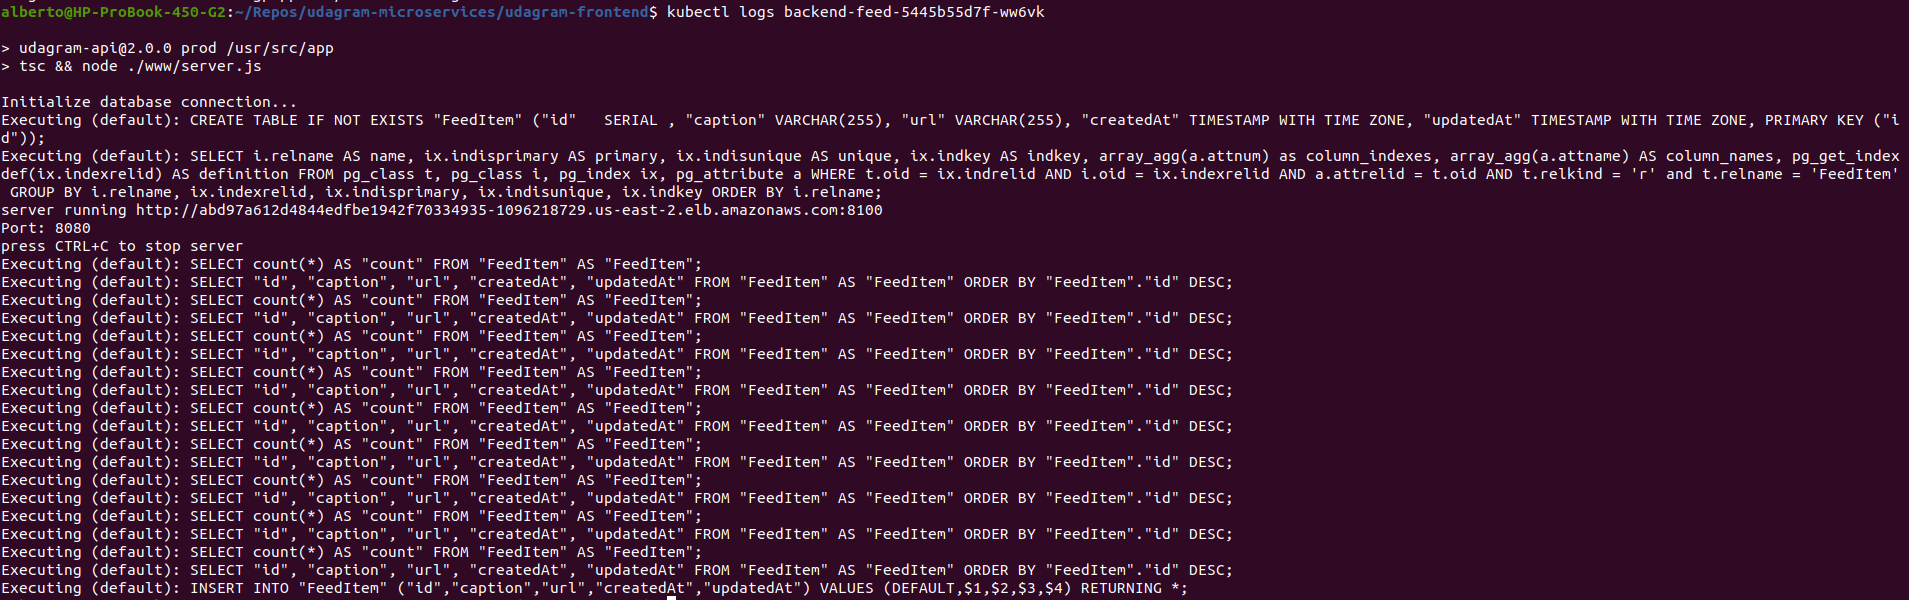 alberto@HP-ProBook-450-G2:~/Repos/udagram-microservices/udagram-frontend$ kubectl logs backend-feed-5445b55d7f-ww6vk
> udagram-api@2.0.0 prod /usr/src/app
> tsc && node ./www/server.js
Initialize database connection...
Executing (default): CREATE TABLE IF NOT EXISTS "FeedItem" ("id"   SERIAL , "caption" VARCHAR(255), "url" VARCHAR(255), "createdAt" TIMESTAMP WITH TIME ZONE, "updatedAt" TIMESTAMP WITH TIME ZONE, PRIMARY KEY ("i
d"));
Executing (default): SELECT i.relname AS name, ix.indisprimary AS primary, ix.indisunique AS unique, ix.indkey AS indkey, array_agg(a.attnum) as column_indexes, array_agg(a.attname) AS column_names, pg_get_index
def(ix.indexrelid) AS definition FROM pg_class t, pg_class i, pg_index ix, pg_attribute a WHERE t.oid = ix.indrelid AND i.oid = ix.indexrelid AND a.attrelid = t.oid AND t.relkind = 'r' and t.relname = 'FeedItem'
 GROUP BY i.relname, ix.indexrelid, ix.indisprimary, ix.indisunique, ix.indkey ORDER BY i.relname;
server running http://abd97a612d4844edfbe1942f70334935-1096218729.us-east-2.elb.amazonaws.com:8100
Port: 8080
press CTRL+C to stop server
Executing (default): SELECT count(*) AS "count" FROM "FeedItem" AS "FeedItem";
Executing (default): SELECT "id", "caption", "url", "createdAt", "updatedAt" FROM "FeedItem" AS "FeedItem" ORDER BY "FeedItem"."id" DESC;
Executing (default): SELECT count(*) AS "count" FROM "FeedItem" AS "FeedItem";
Executing (default): SELECT "id", "caption", "url", "createdAt", "updatedAt" FROM "FeedItem" AS "FeedItem" ORDER BY "FeedItem"."id" DESC;
Executing (default): SELECT count(*) AS "count" FROM "FeedItem" AS "FeedItem";
Executing (default): SELECT "id", "caption", "url", "createdAt", "updatedAt" FROM "FeedItem" AS "FeedItem" ORDER BY "FeedItem"."id" DESC;
Executing (default): SELECT count(*) AS "count" FROM "FeedItem" AS "FeedItem";
Executing (default): SELECT "id", "caption", "url", "createdAt", "updatedAt" FROM "FeedItem" AS "FeedItem" ORDER BY "FeedItem"."id" DESC;
Executing (default): SELECT count(*) AS "count" FROM "FeedItem" AS "FeedItem";
Executing (default): SELECT "id", "caption", "url", "createdAt", "updatedAt" FROM "FeedItem" AS "FeedItem" ORDER BY "FeedItem"."id" DESC;
Executing (default): SELECT count(*) AS "count" FROM "FeedItem" AS "FeedItem";
Executing (default): SELECT "id", "caption", "url", "createdAt", "updatedAt" FROM "FeedItem" AS "FeedItem" ORDER BY "FeedItem"."id" DESC;
Executing (default): SELECT count(*) AS "count" FROM "FeedItem" AS "FeedItem";
Executing (default): SELECT "id", "caption", "url", "createdAt", "updatedAt" FROM "FeedItem" AS "FeedItem" ORDER BY "FeedItem"."id" DESC;
Executing (default): SELECT count(*) AS "count" FROM "FeedItem" AS "FeedItem";
Executing (default): SELECT "id", "caption", "url", "createdAt", "updatedAt" FROM "FeedItem" AS "FeedItem" ORDER BY "FeedItem"."id" DESC;
Executing (default): SELECT count(*) AS "count" FROM "FeedItem" AS "FeedItem";
Executing (default): SELECT "id", "caption", "url", "createdAt", "updatedAt" FROM "FeedItem" AS "FeedItem" ORDER BY "FeedItem"."id" DESC;
Executing (default): INSERT INTO "FeedItem" ("id","caption","url","createdAt","updatedAt") VALUES (DEFAULT,$1,$2,$3,$4) RETURNING *;